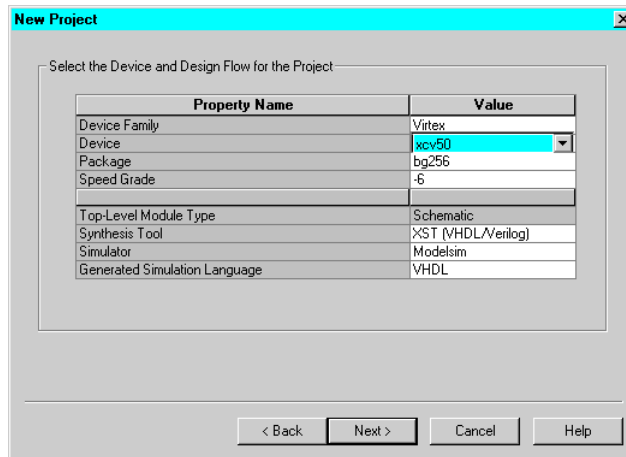 New Project
Select the Device and Design Flow for the Project
Property Name Value
Device Family Virtex
Device xcv50
Package bg256
Speed Grade -6
Top-Level Module Type Schematic
Synthesis Tool XST (VHDL/Verilog)
Simulator Modelsim
Generated Simulation Language VHDL
< Back Next > Cancel Help